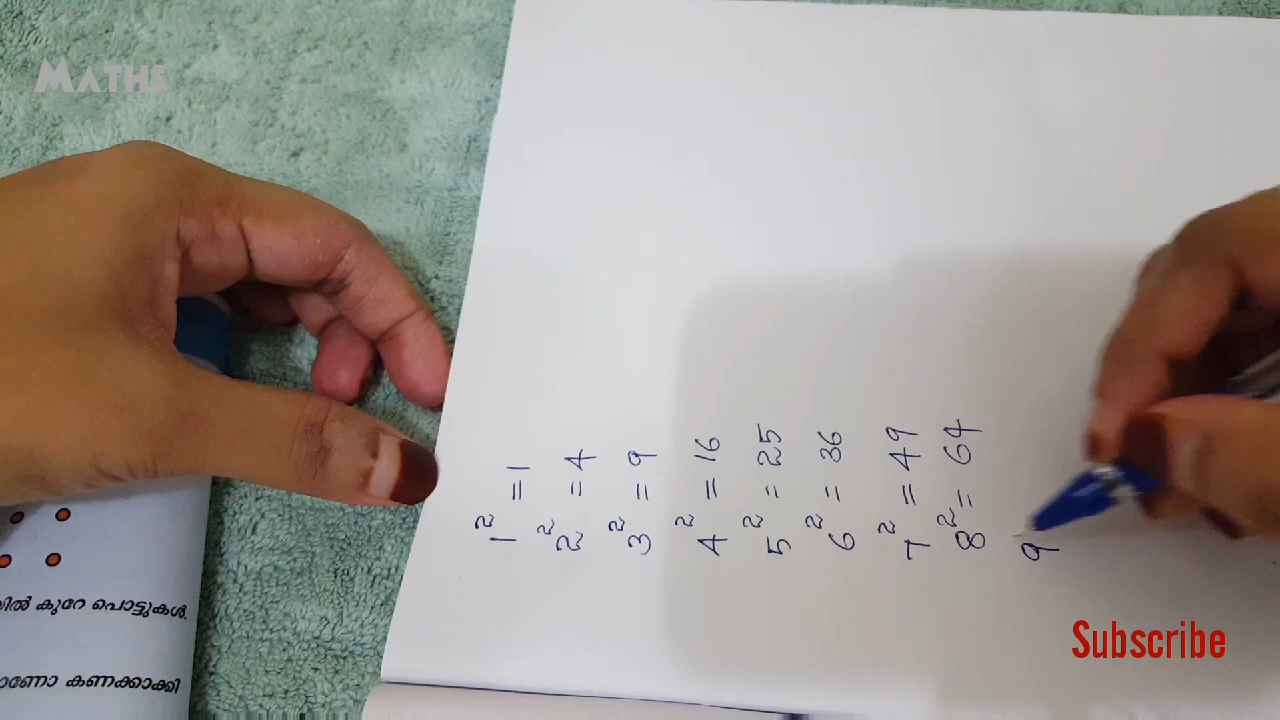 MATHS
1² = 1
2² = 4
3² = 9
4² = 16
5² = 25
6² = 36
7² = 49
8² = 64
9
കുറേ പൊട്ടുകൾ.
കണക്കാക്കി
Subscribe